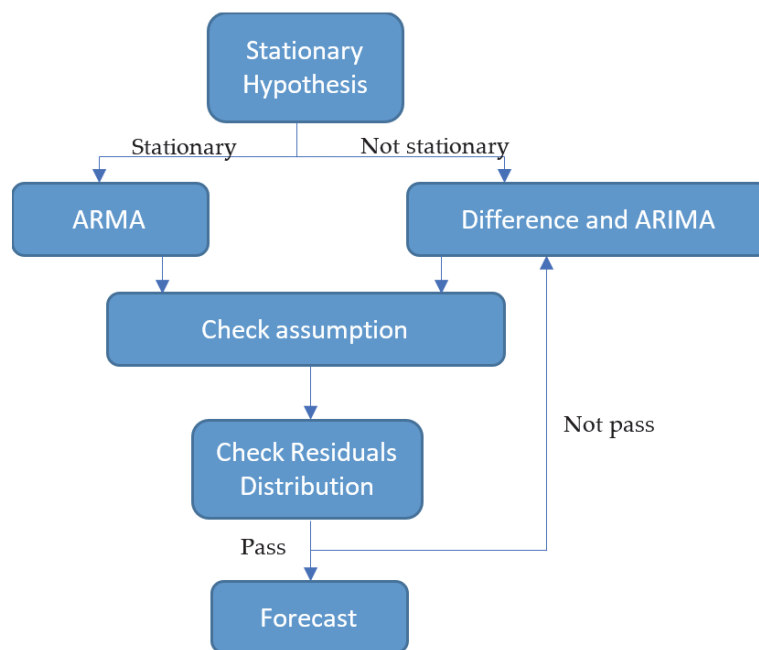 Stationary
Hypothesis
Stationary
Not stationary
ARMA
Difference and ARIMA
Check assumption
Check Residuals
Distribution
Not pass
Pass
Forecast